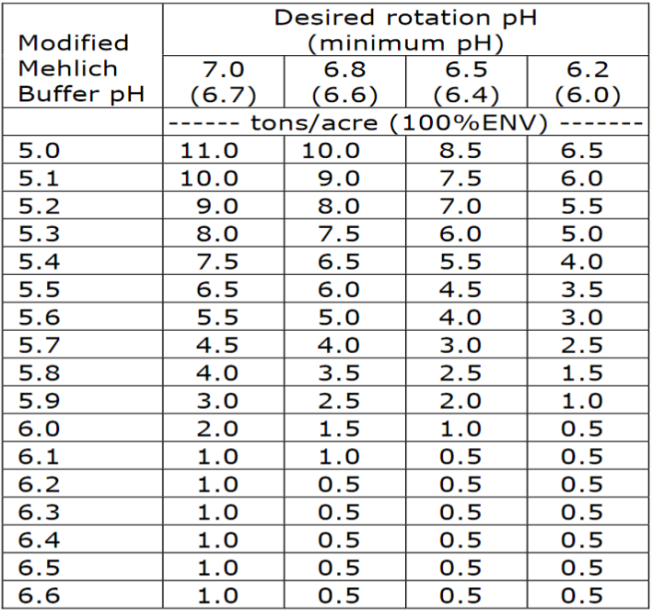 Desired rotation pH
Modified (minimum pH)
Mehlich 7.0 6.8 6.5 6.2
Buffer pH (6.7) (6.6) (6.4) (6.0)
------ tons/acre (100%ENV) -------
5.0 11.0 10.0 8.5 6.5
5.1 10.0 9.0 7.5 6.0
5.2 9.0 8.0 7.0 5.5
5.3 8.0 7.5 6.0 5.0
5.4 7.5 6.5 5.5 4.0
5.5 6.5 6.0 4.5 3.5
5.6 5.5 5.0 4.0 3.0
5.7 4.5 4.0 3.0 2.5
5.8 4.0 3.5 2.5 1.5
5.9 3.0 2.5 2.0 1.0
6.0 2.0 1.5 1.0 0.5
6.1 1.0 1.0 0.5 0.5
6.2 1.0 0.5 0.5 0.5
6.3 1.0 0.5 0.5 0.5
6.4 1.0 0.5 0.5 0.5
6.5 1.0 0.5 0.5 0.5
6.6 1.0 0.5 0.5 0.5